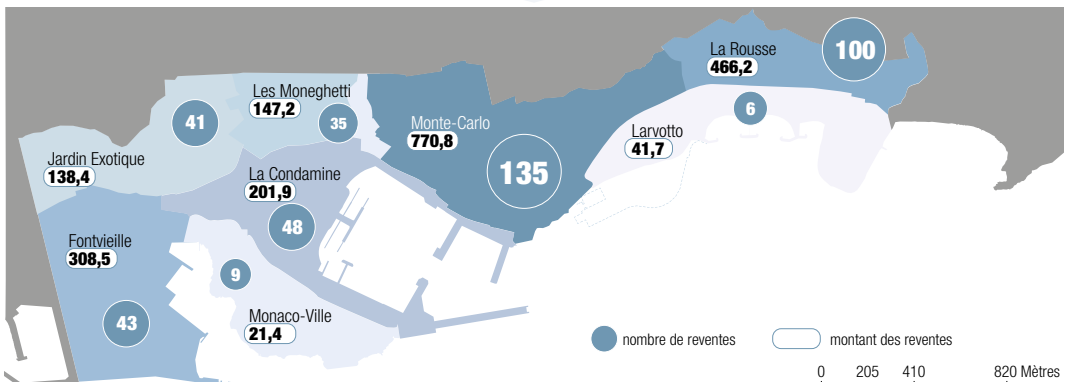 La Rousse
466,2
100
Les Moneghetti
147,2
35
41
Monte-Carlo
770,8
135
Larvotto
41,7
6
Jardin Exotique
138,4
La Condamine
201,9
48
Fontvieille
308,5
43
9
Monaco-Ville
21,4
nombre de reventes
montant des reventes
0 205 410 820 Mètres